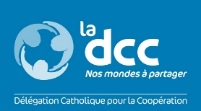 la
dcc
Nos mondes à partager
Délégation Catholique pour la Coopération